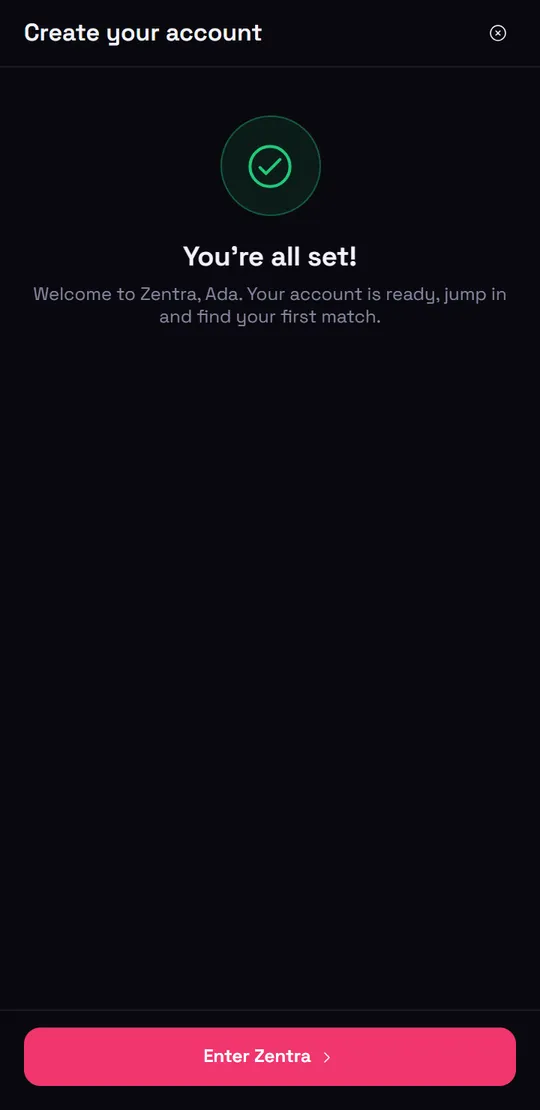 Create your account
You're all set!
Welcome to Zentra, Ada. Your account is ready, jump in
and find your first match.
Enter Zentra